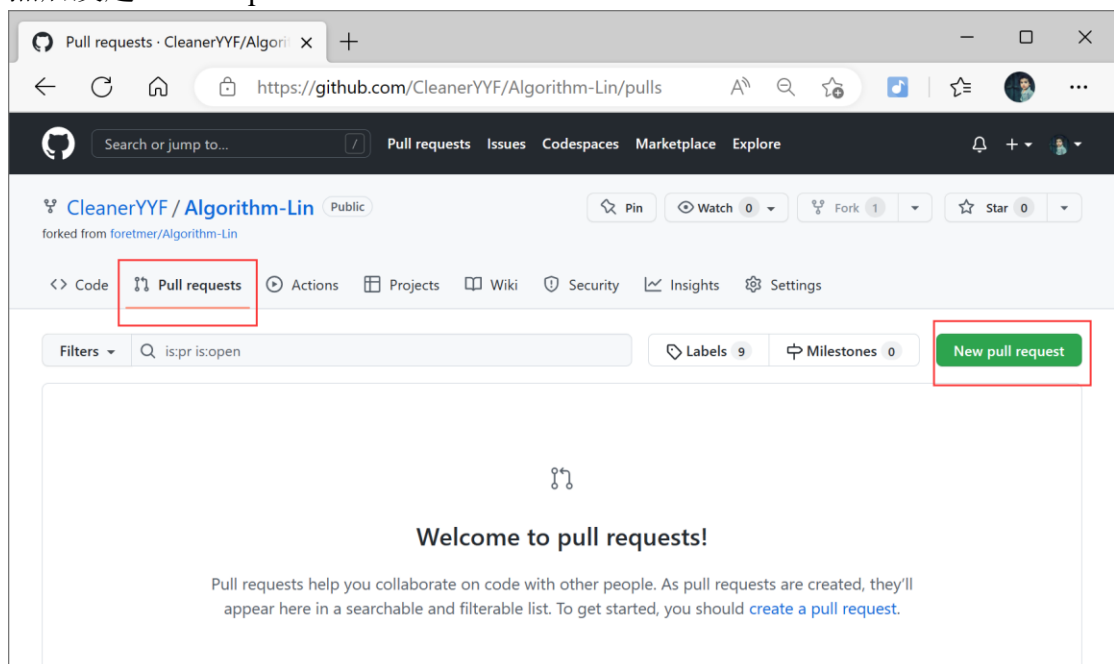 Pull requests · CleanerYYF/Algorit
https://github.com/CleanerYYF/Algorithm-Lin/pulls
Search or jump to... / Pull requests Issues Codespaces Marketplace Explore
CleanerYYF / Algorithm-Lin Public Pin Watch 0 Fork 1 Star 0
forked from foretmer/Algorithm-Lin
<> Code Pull requests Actions Projects Wiki Security Insights Settings
Filters is:pr is:open Labels 9 Milestones 0 New pull request
Welcome to pull requests!
Pull requests help you collaborate on code with other people. As pull requests are created, they'll
appear here in a searchable and filterable list. To get started, you should create a pull request.